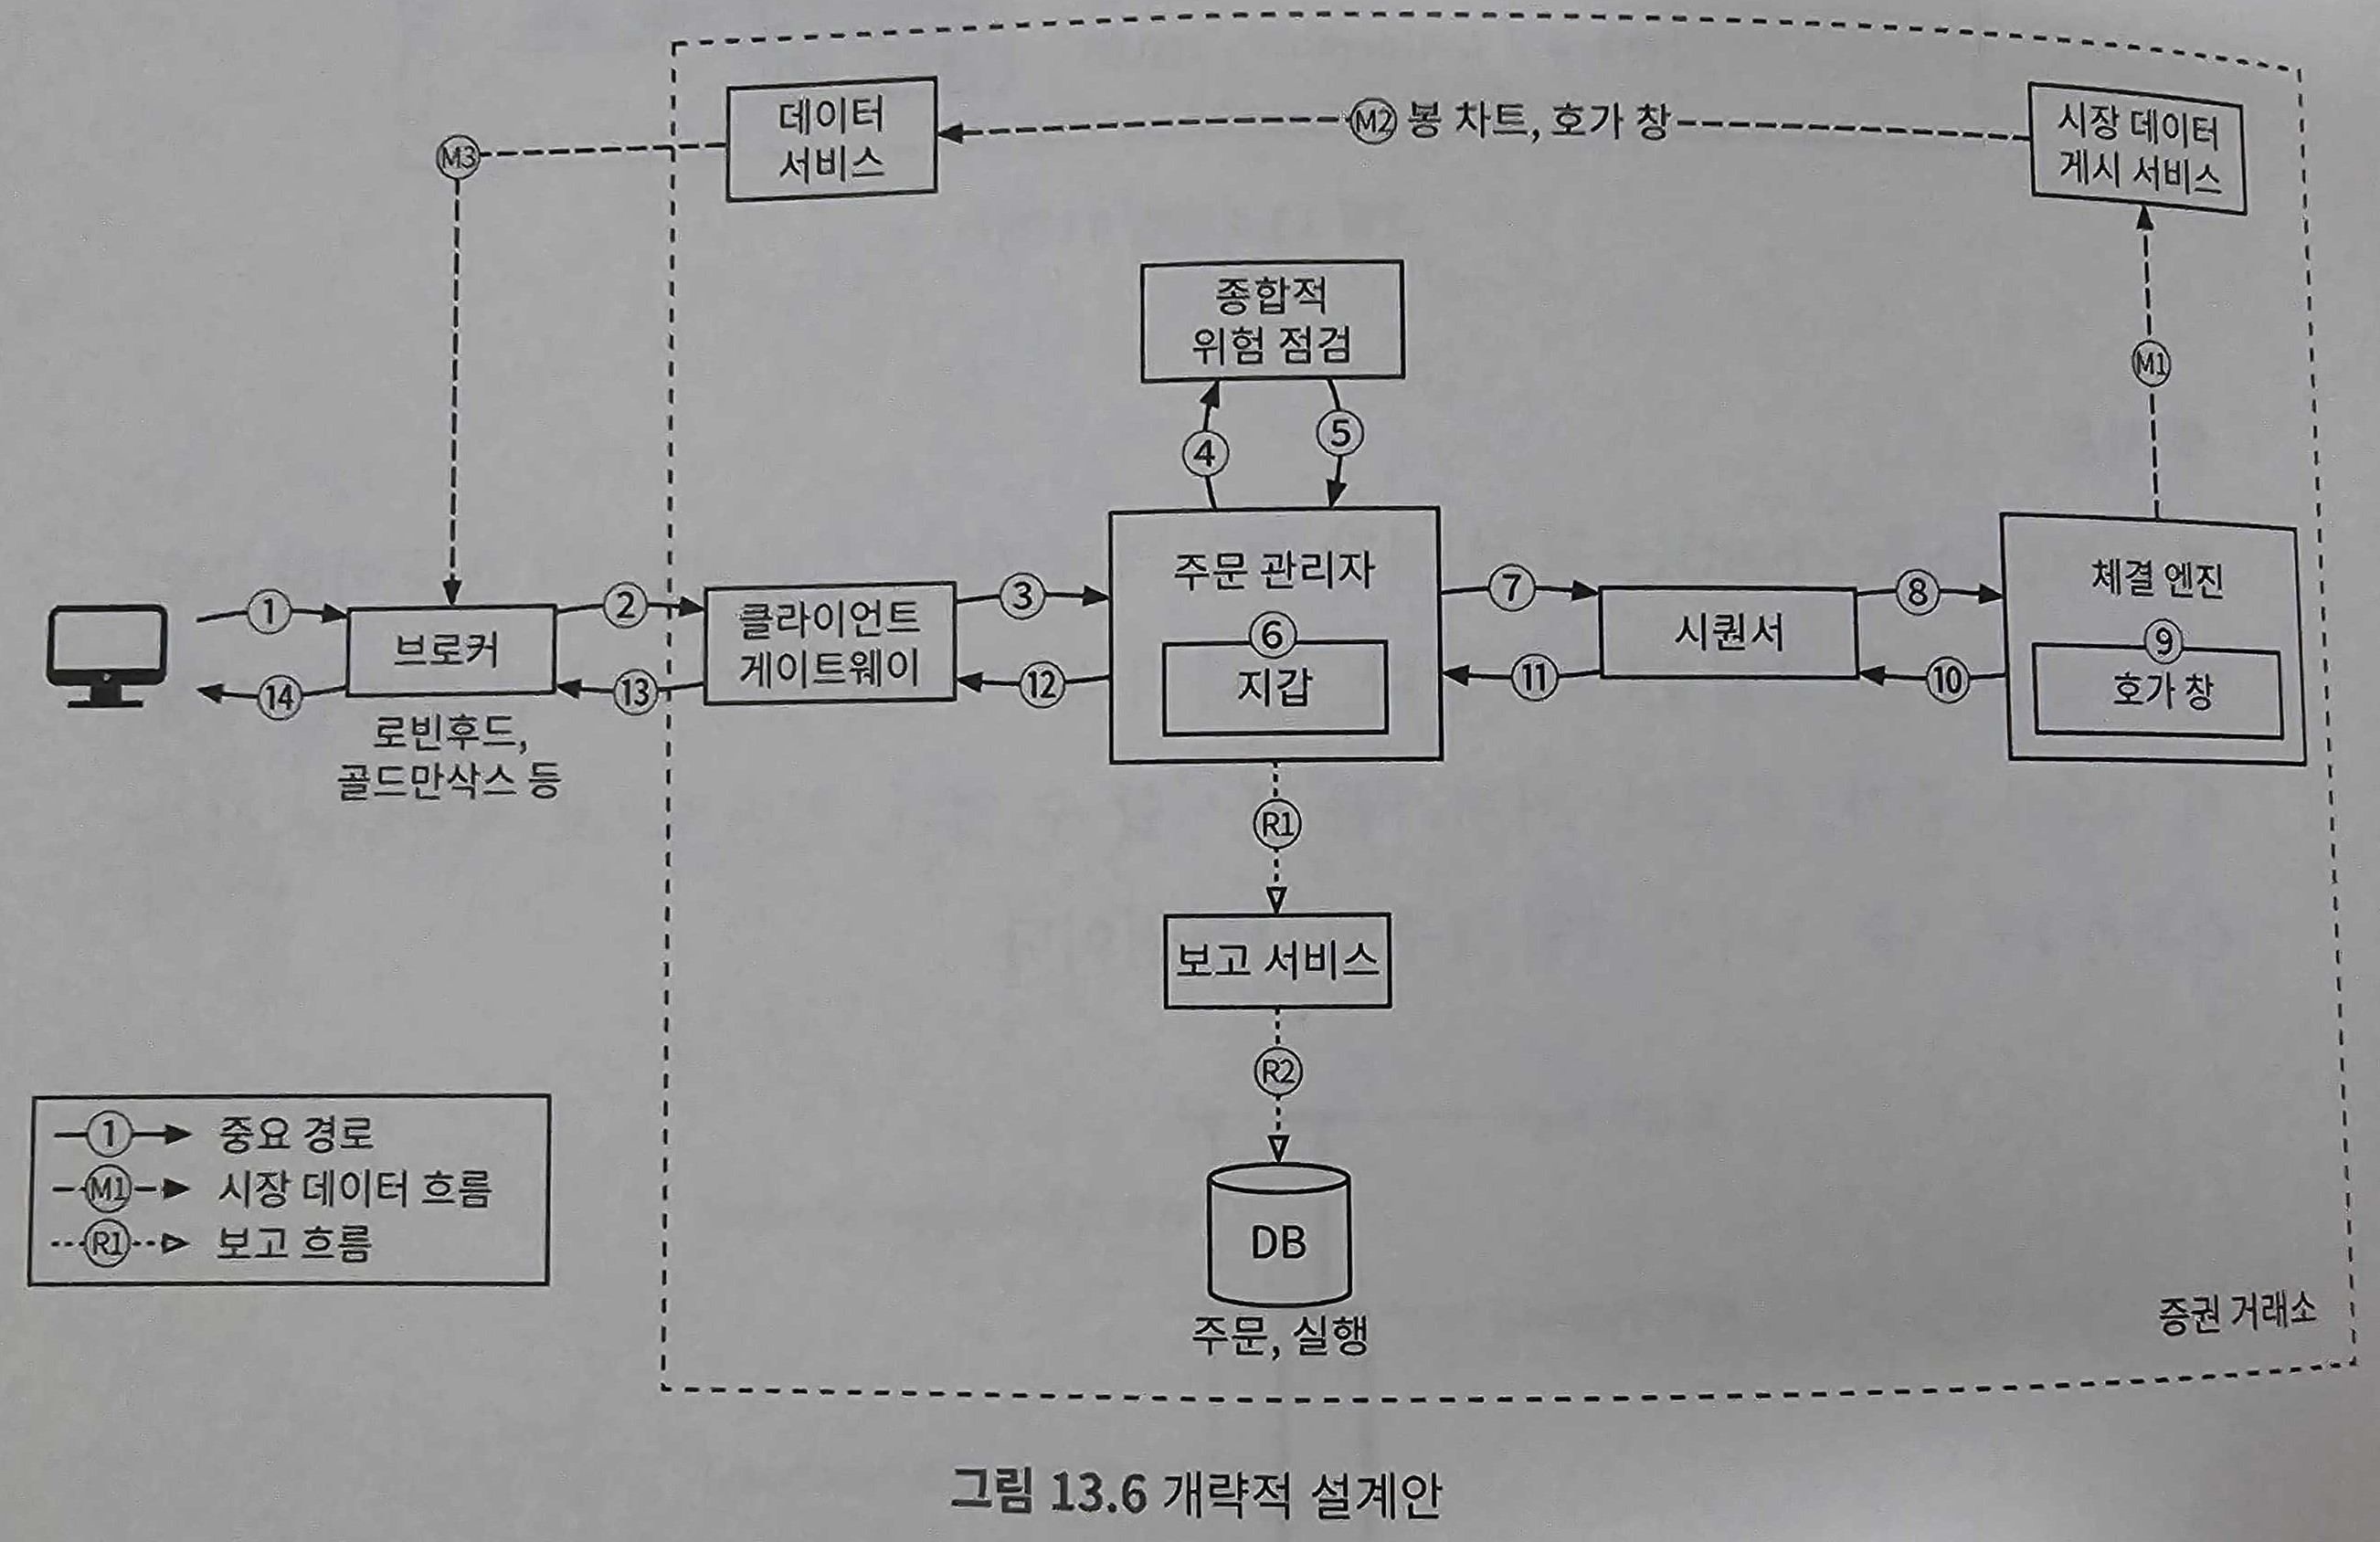 데이터
서비스
M2 봉 차트, 호가 창
시장 데이터
게시 서비스
M3
종합적
위험 점검
M1
4
5
1
브로커
14
로빈후드,
골드만삭스 등
2
13
클라이언트
게이트웨이
3
12
주문 관리자
6
지갑
7
11
시퀀서
8
10
체결 엔진
9
호가 창
R1
보고 서비스
R2
DB
주문, 실행
1 중요 경로
M1 시장 데이터 흐름
R1 보고 흐름
증권 거래소
그림 13.6 개략적 설계안